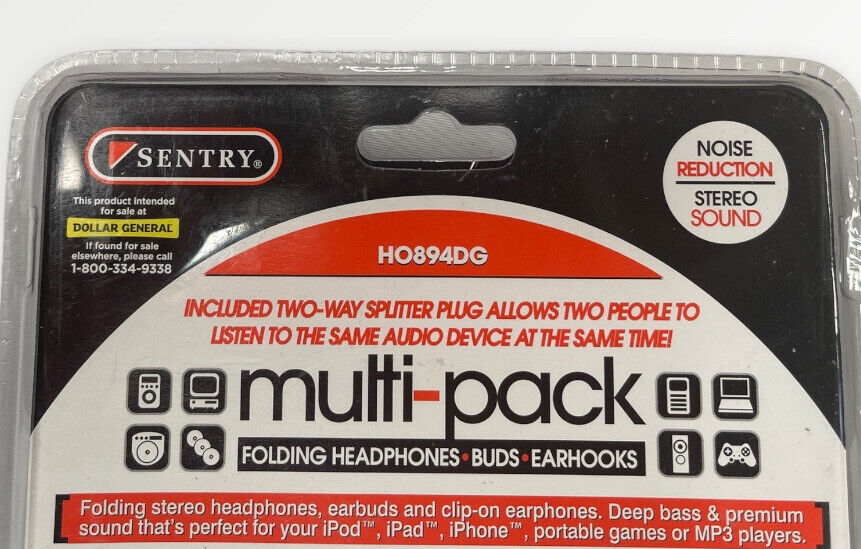 SENTRY®
This product intended
for sale at
DOLLAR GENERAL
If found for sale
elsewhere, please call
1-800-334-9338
NOISE
REDUCTION
STEREO
SOUND
HO894DG
INCLUDED TWO-WAY SPLITTER PLUG ALLOWS TWO PEOPLE TO
LISTEN TO THE SAME AUDIO DEVICE AT THE SAME TIME!
multi-pack
FOLDING HEADPHONES • BUDS • EARHOOKS
Folding stereo headphones, earbuds and clip-on earphones. Deep bass & premium
sound that's perfect for your iPod™, iPad™, iPhone™, portable games or MP3 players.